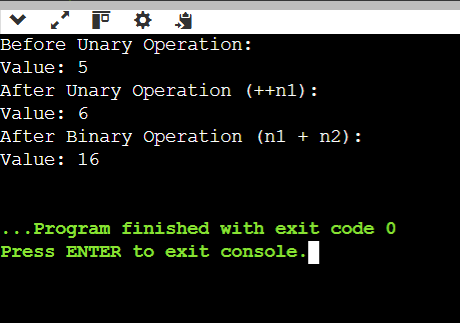 Before Unary Operation:
Value: 5
After Unary Operation (++n1):
Value: 6
After Binary Operation (n1 + n2):
Value: 16
...Program finished with exit code 0
Press ENTER to exit console.